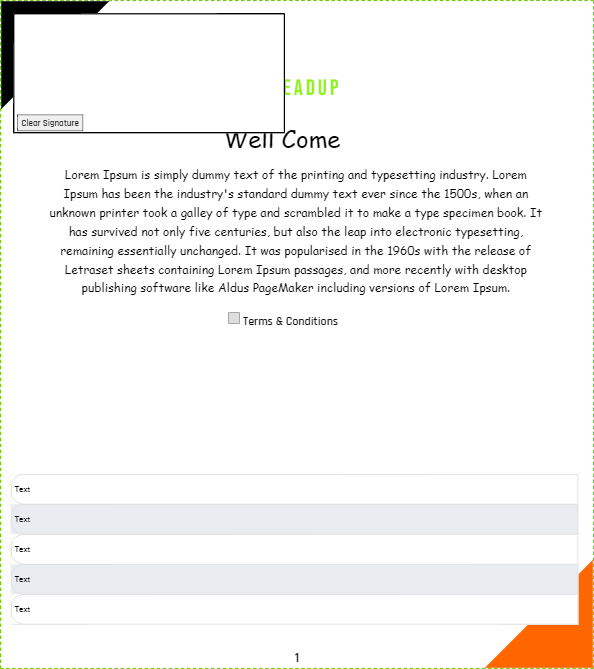 Clear Signature
EADUP
Well Come
Lorem Ipsum is simply dummy text of the printing and typesetting industry. Lorem
Ipsum has been the industry's standard dummy text ever since the 1500s, when an
unknown printer took a galley of type and scrambled it to make a type specimen book. It
has survived not only five centuries, but also the leap into electronic typesetting,
remaining essentially unchanged. It was popularised in the 1960s with the release of
Letraset sheets containing Lorem Ipsum passages, and more recently with desktop
publishing software like Aldus PageMaker including versions of Lorem Ipsum.
Terms & Conditions
Text
Text
Text
Text
Text
1